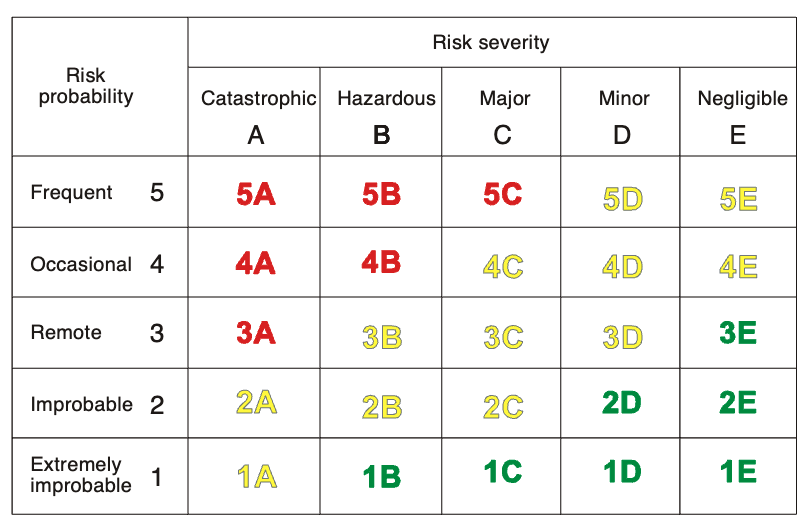 Risk severity
Risk
probability
Catastrophic Hazardous Major Minor Negligible
A B C D E
Frequent 5 5A 5B 5C 5D 5E
Occasional 4 4A 4B 4C 4D 4E
Remote 3 3A 3B 3C 3D 3E
Improbable 2 2A 2B 2C 2D 2E
Extremely
improbable 1 1A 1B 1C 1D 1E